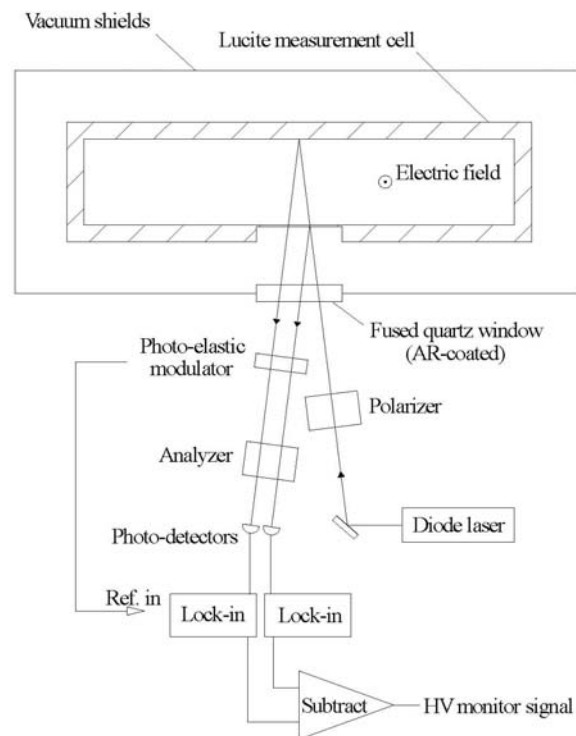 Vacuum shields
Lucite measurement cell
Electric field
Fused quartz window
(AR-coated)
Photo-elastic
modulator
Polarizer
Analyzer
Diode laser
Photo-detectors
Ref. in
Lock-in
Lock-in
Subtract
HV monitor signal